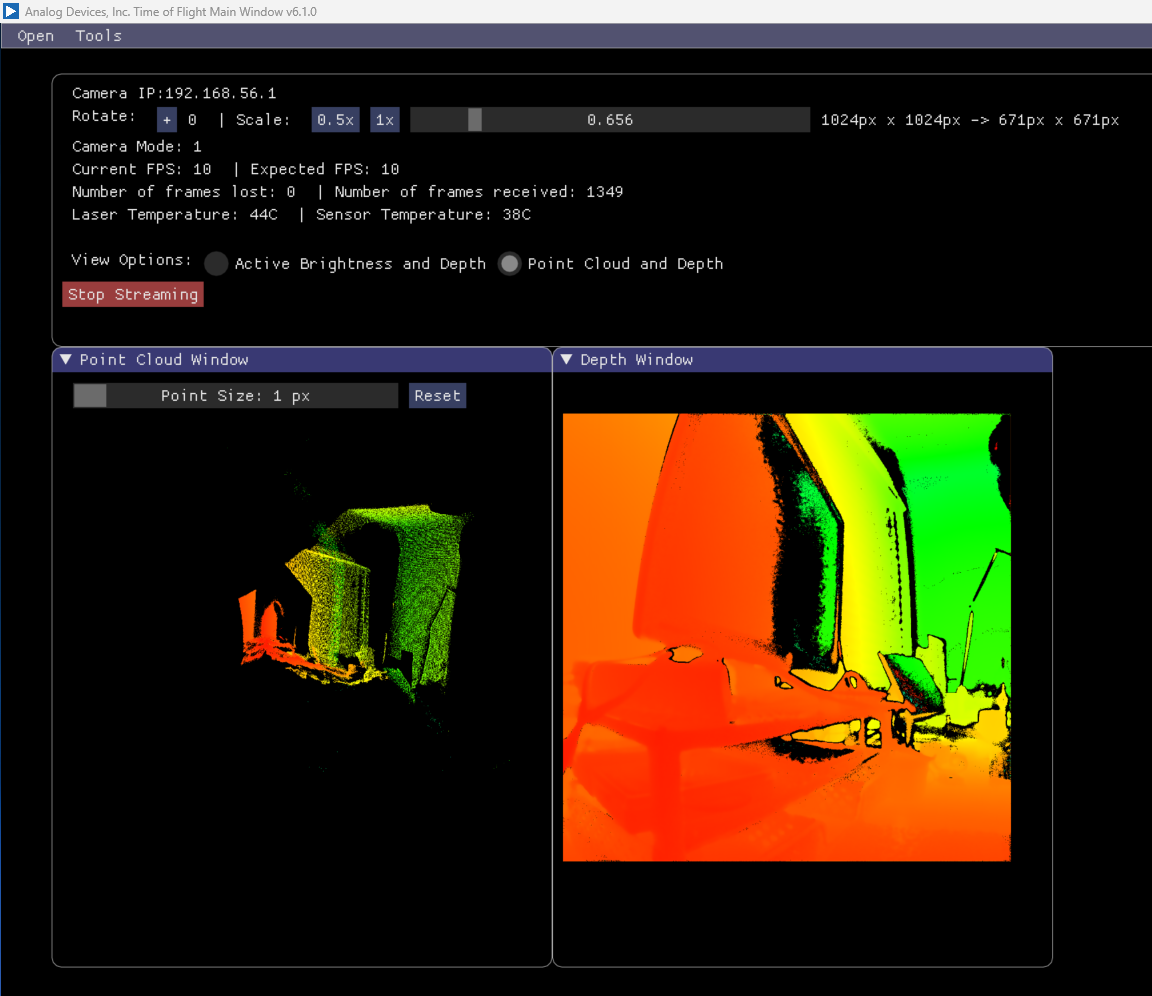 Analog Devices, Inc. Time of Flight Main Window v6.1.0
Open Tools
Camera IP:192.168.56.1
Rotate: + 0 | Scale: 0.5x 1x 0.656 1024px x 1024px -> 671px x 671px
Camera Mode: 1
Current FPS: 10 | Expected FPS: 10
Number of frames lost: 0 | Number of frames received: 1349
Laser Temperature: 44C | Sensor Temperature: 38C
View Options: Active Brightness and Depth Point Cloud and Depth
Stop Streaming
Point Cloud Window
Point Size: 1 px Reset
Depth Window